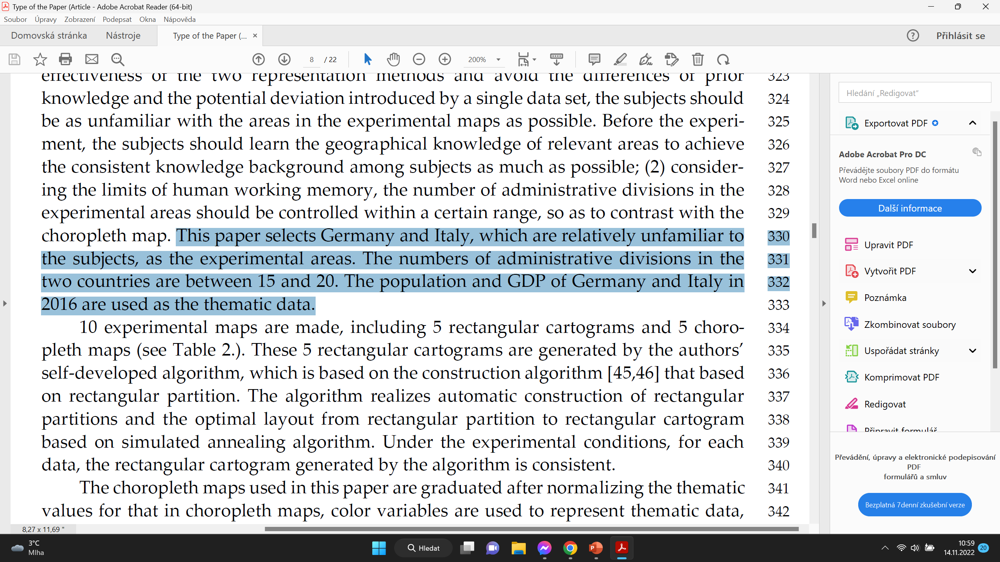 Type of the Paper (Article - Adobe Acrobat Reader (64-bit)
Soubor Úpravy Zobrazení Podepsat Okna Nápověda
Domovská stránka Nástroje Type of the Paper (... × ? Přihlásit se
8 / 22 200%
effectiveness of the two representation methods and avoid the differences of prior 323
knowledge and the potential deviation introduced by a single data set, the subjects should 324
be as unfamiliar with the areas in the experimental maps as possible. Before the experi- 325
ment, the subjects should learn the geographical knowledge of relevant areas to achieve 326
the consistent knowledge background among subjects as much as possible; (2) consider- 327
ing the limits of human working memory, the number of administrative divisions in the 328
experimental areas should be controlled within a certain range, so as to contrast with the 329
choropleth map. This paper selects Germany and Italy, which are relatively unfamiliar to 330
the subjects, as the experimental areas. The numbers of administrative divisions in the 331
two countries are between 15 and 20. The population and GDP of Germany and Italy in 332
2016 are used as the thematic data. 333
10 experimental maps are made, including 5 rectangular cartograms and 5 choro- 334
pleth maps (see Table 2.). These 5 rectangular cartograms are generated by the authors’ 335
self-developed algorithm, which is based on the construction algorithm [45,46] that based 336
on rectangular partition. The algorithm realizes automatic construction of rectangular 337
partitions and the optimal layout from rectangular partition to rectangular cartogram 338
based on simulated annealing algorithm. Under the experimental conditions, for each 339
data, the rectangular cartogram generated by the algorithm is consistent. 340
The choropleth maps used in this paper are graduated after normalizing the thematic 341
values for that in choropleth maps, color variables are used to represent thematic data, 342
8,27 x 11,69 "
Hledání „Redigovat“
Exportovat PDF
Adobe Acrobat Pro DC
Převádějte soubory PDF do formátu
Word nebo Excel online
Další informace
Upravit PDF
Vytvořit PDF
Poznámka
Zkombinovat soubory
Uspořádat stránky
Komprimovat PDF
Redigovat
Připravit formulář
Převádění, úpravy a elektronické podepisování
PDF
formulářů a smluv
Bezplatná 7denní zkušební verze
3°C
Mlha
Hledat
10:59
14.11.2022
20